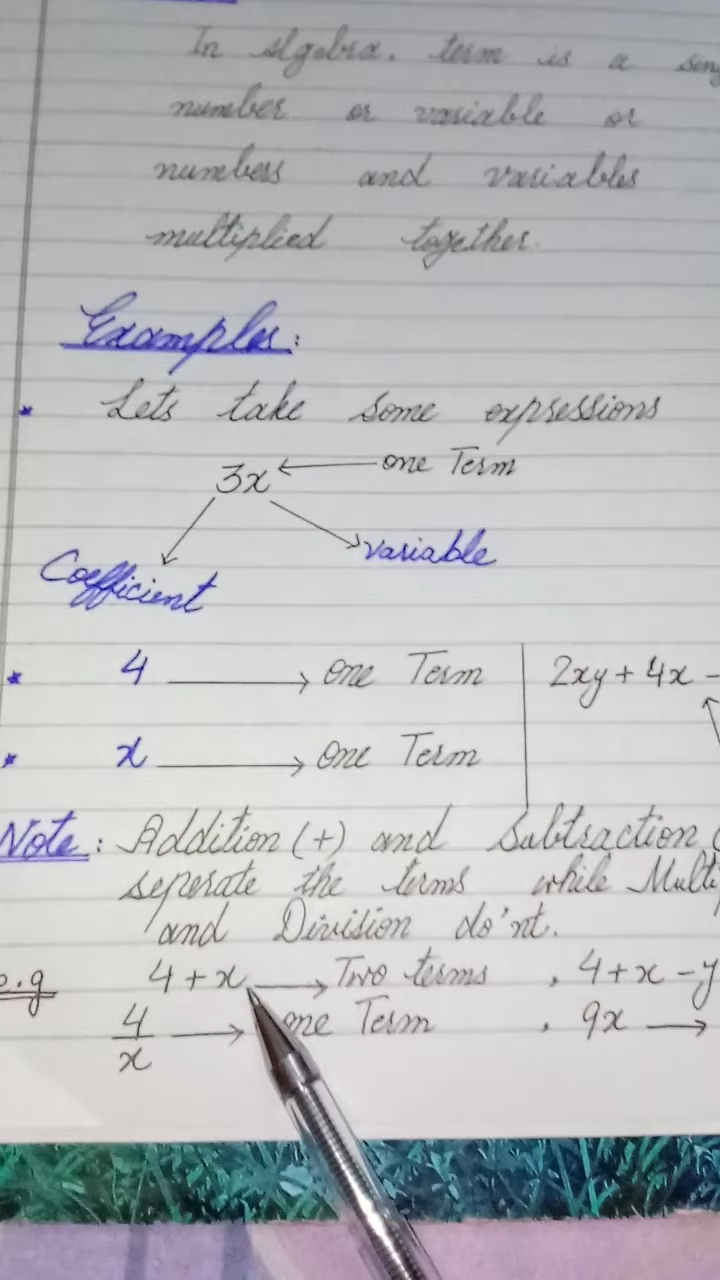 In algebra. term is a sing
number or variable or
numbers and variables
multiplied together.
Examples:
Lets take some expressions
3x ← one Term
Coefficient variable
4 → One Term
2xy + 4x -
x → One Term
Note: Addition (+) and Subtraction (
seperate the terms while Multi
and Division do'nt.
e.g 4 + x → Two terms , 4 + x - y
4/x → one Term . 9x →